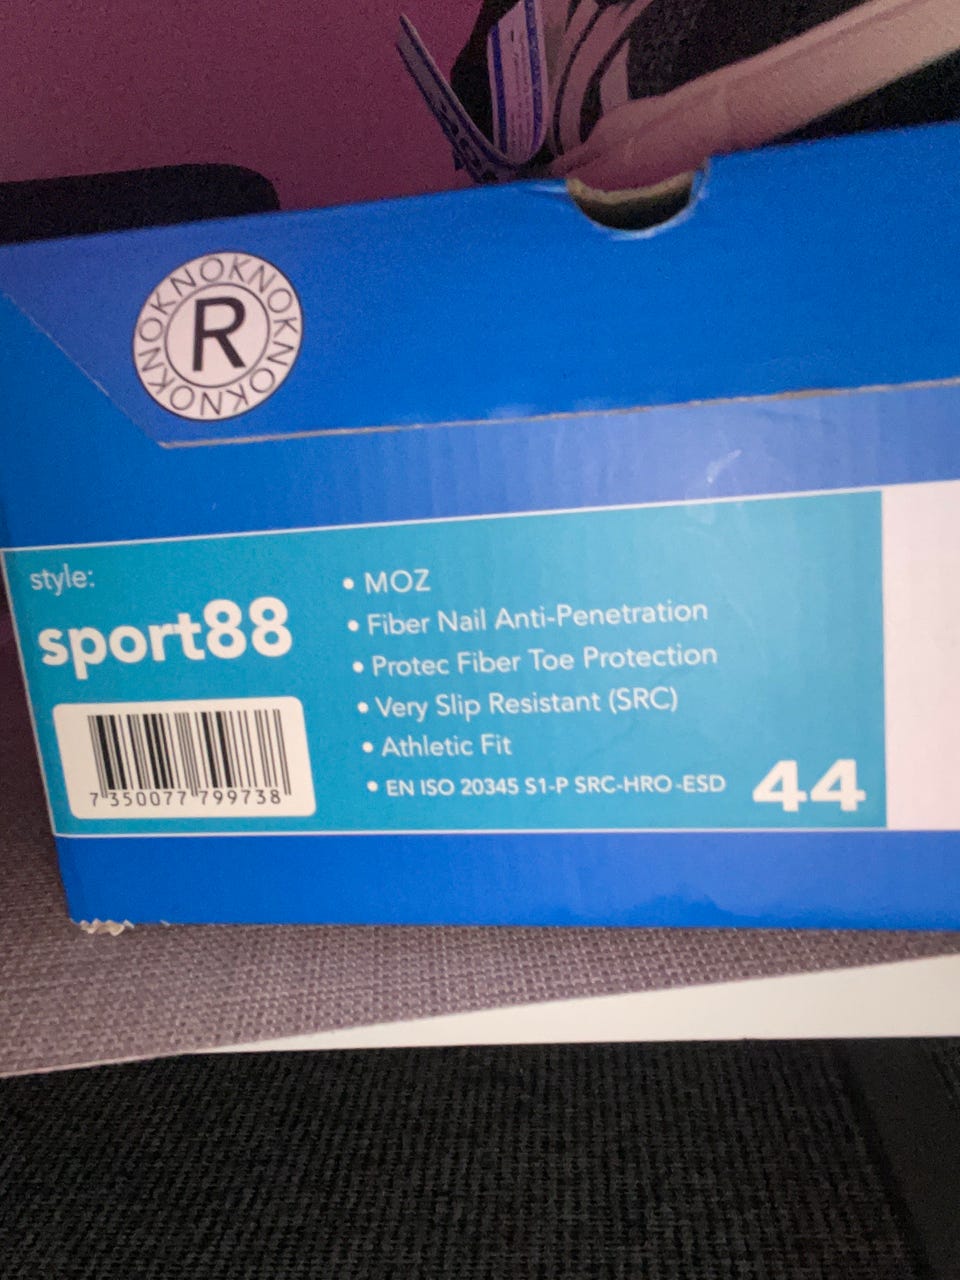 KNOKNOKNOKNOKNOK
R
style:
sport88
• MOZ
• Fiber Nail Anti-Penetration
• Protec Fiber Toe Protection
• Very Slip Resistant (SRC)
• Athletic Fit
• EN ISO 20345 S1-P SRC-HRO-ESD
44
7 350077 799738